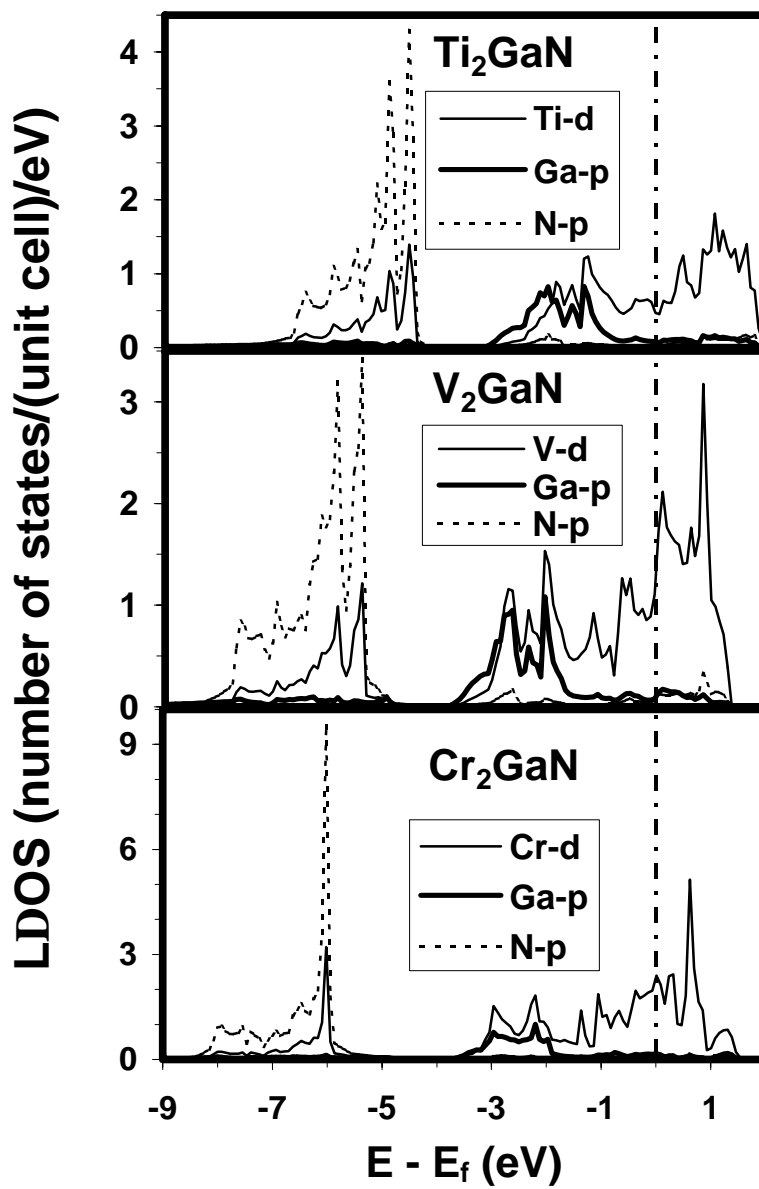 LDOS (number of states/(unit cell)/eV)
Ti₂GaN
Ti-d
Ga-p
N-p
4
3
2
1
0
V₂GaN
V-d
Ga-p
N-p
3
2
1
0
Cr₂GaN
Cr-d
Ga-p
N-p
9
6
3
0
-9 -7 -5 -3 -1 1
E - E_f (eV)